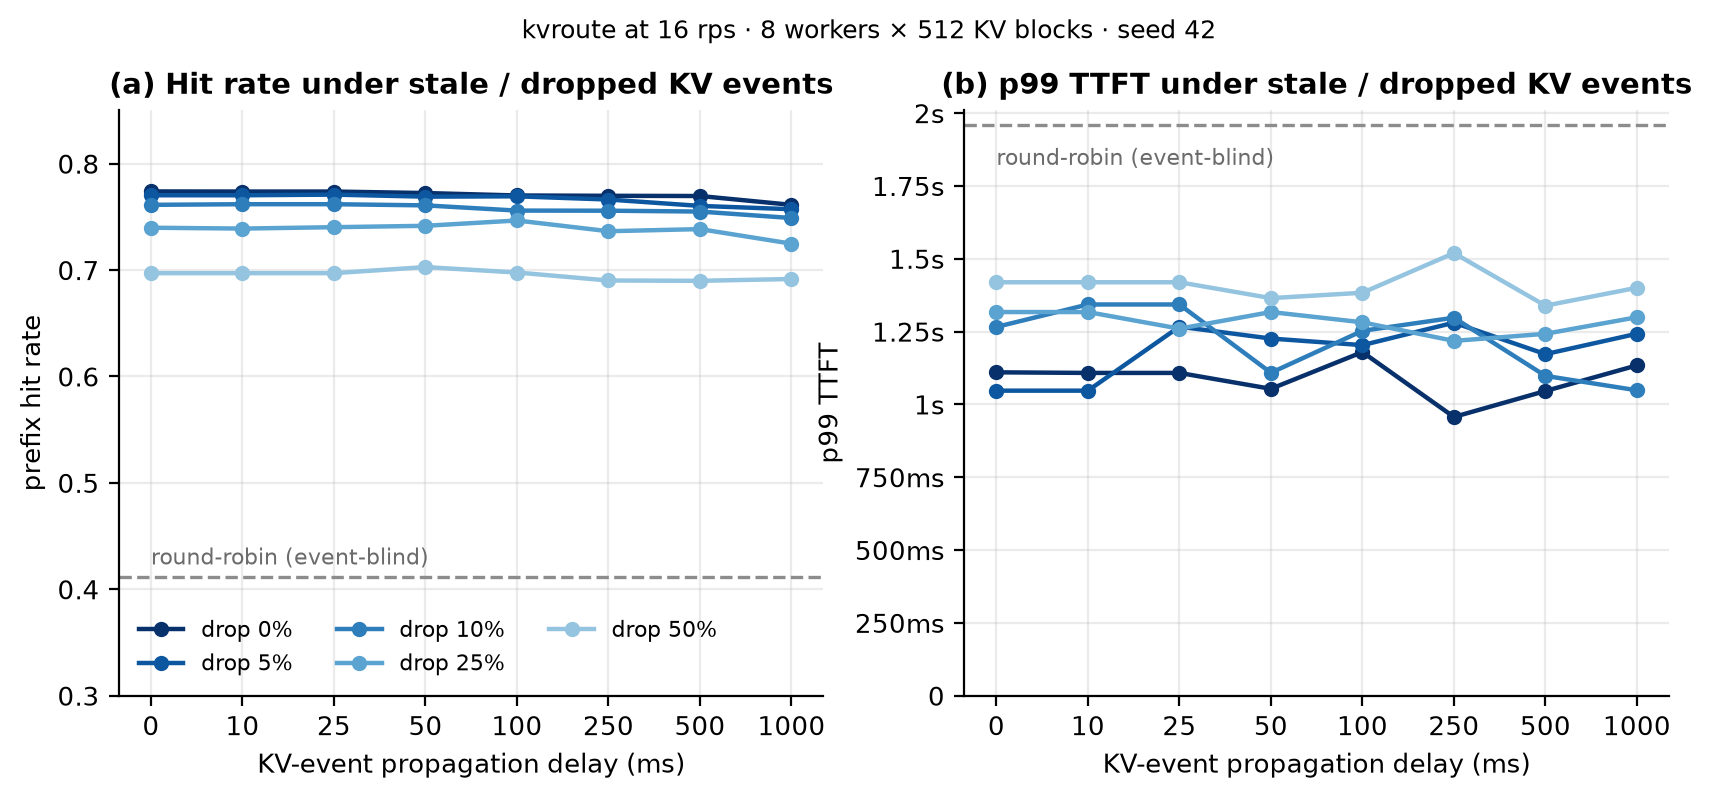 kvroute at 16 rps · 8 workers × 512 KV blocks · seed 42
(a) Hit rate under stale / dropped KV events
prefix hit rate
0.8
0.7
0.6
0.5
0.4
0.3
round-robin (event-blind)
drop 0%
drop 5%
drop 10%
drop 25%
drop 50%
0 10 25 50 100 250 500 1000
KV-event propagation delay (ms)
(b) p99 TTFT under stale / dropped KV events
p99 TTFT
2s
1.75s
1.5s
1.25s
1s
750ms
500ms
250ms
0
round-robin (event-blind)
0 10 25 50 100 250 500 1000
KV-event propagation delay (ms)